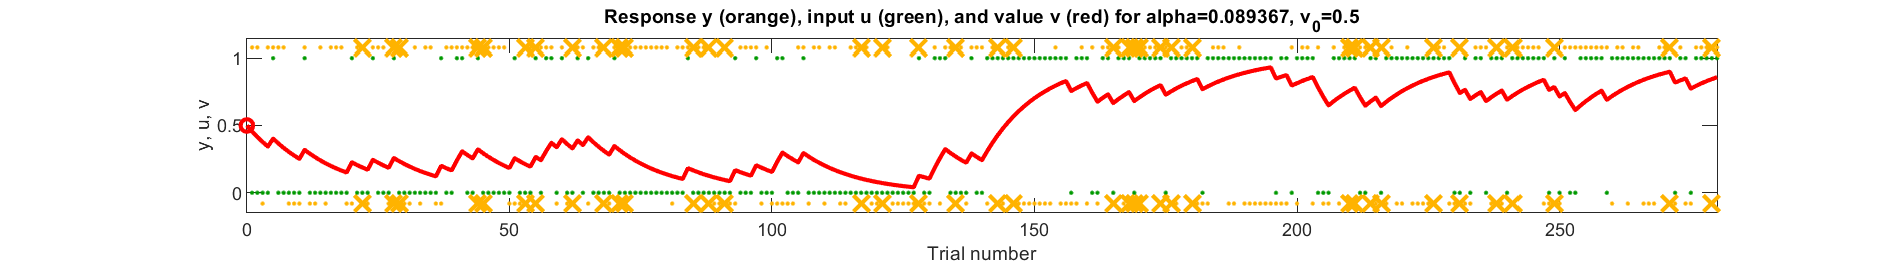 Response y (orange), input u (green), and value v (red) for alpha=0.089367, v0=0.5
y, u, v
1
0.5
0
0 50 100 150 200 250
Trial number